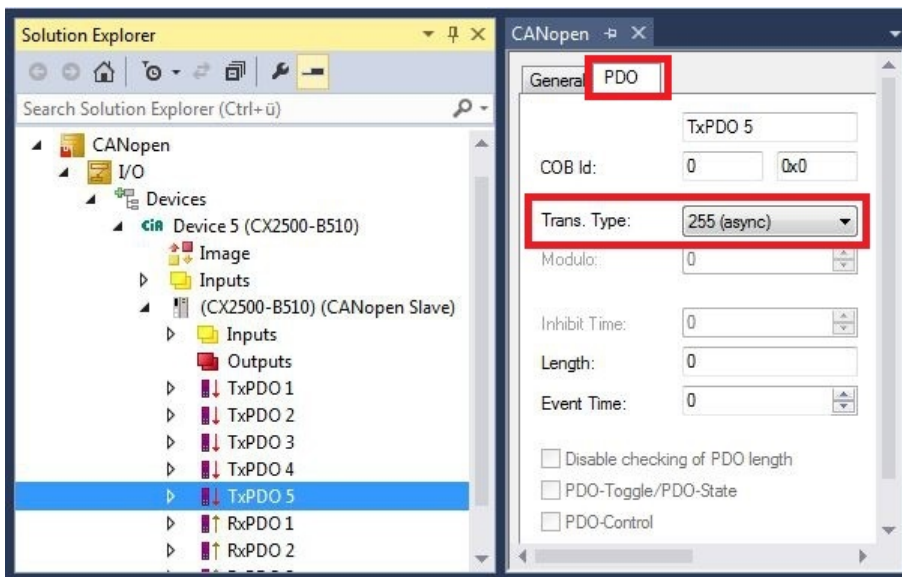 Solution Explorer
Search Solution Explorer (Ctrl+ü)
CANopen
I/O
Devices
CiA Device 5 (CX2500-B510)
Image
Inputs
(CX2500-B510) (CANopen Slave)
Inputs
Outputs
TxPDO 1
TxPDO 2
TxPDO 3
TxPDO 4
TxPDO 5
RxPDO 1
RxPDO 2
CANopen
General PDO
TxPDO 5
COB Id: 0 0x0
Trans. Type: 255 (async)
Modulo: 0
Inhibit Time: 0
Length: 0
Event Time: 0
Disable checking of PDO length
PDO-Toggle/PDO-State
PDO-Control